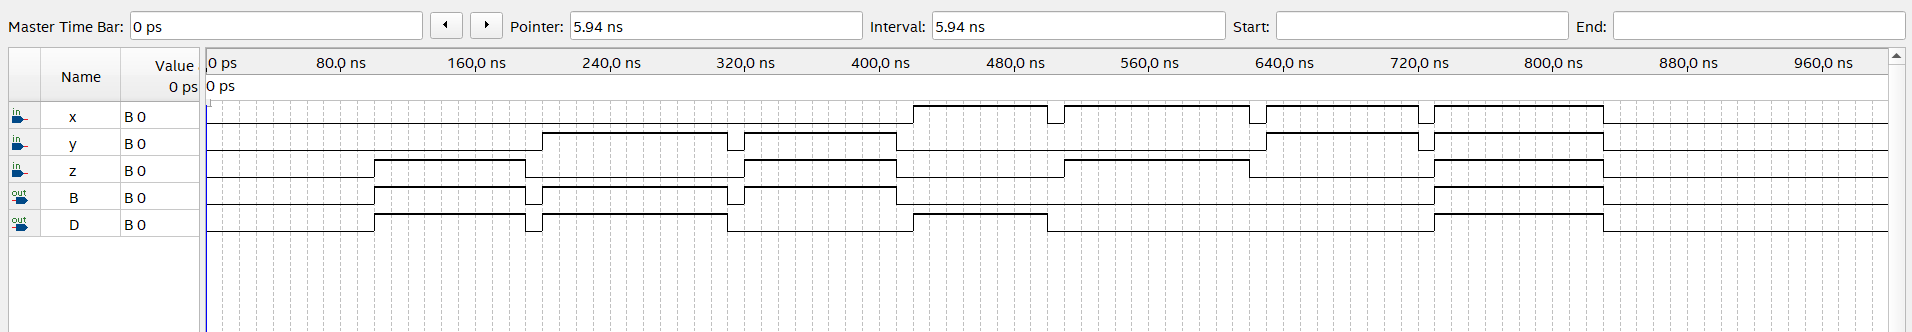 Master Time Bar: 0 ps Pointer: 5.94 ns Interval: 5.94 ns Start: End:
Name Value 0 ps
0 ps 80.0 ns 160.0 ns 240.0 ns 320.0 ns 400.0 ns 480.0 ns 560.0 ns 640.0 ns 720.0 ns 800.0 ns 880.0 ns 960.0 ns
0 ps
in x B 0
in y B 0
in z B 0
out B B 0
out D B 0